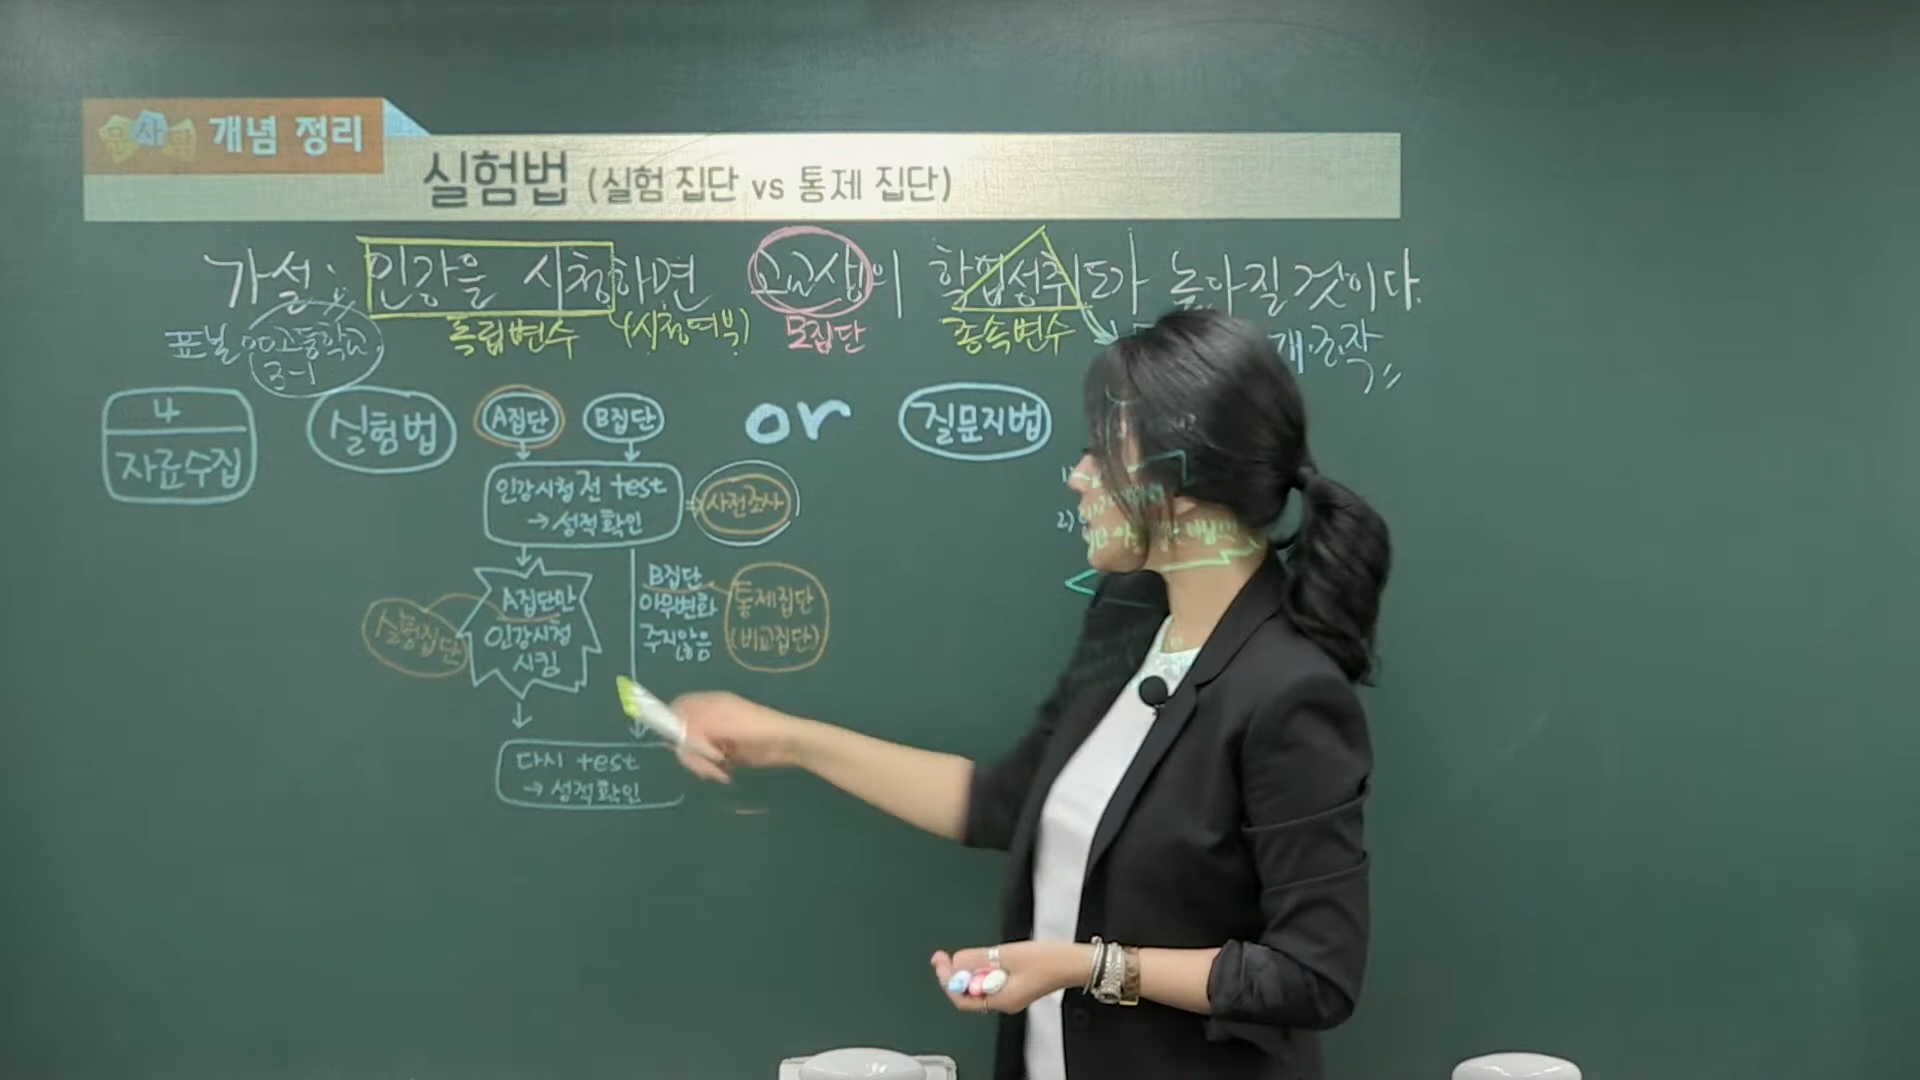 문사탐 개념 정리
실험법 (실험 집단 vs 통제 집단)
가설: 인강을 시청하면 고교생의 학업성취도가 높아질 것이다.
독립변수 (시청여부) 모집단 종속변수 개·조작
표본 고등학교
3-1
4
자료수집
실험법 A집단 B집단 or 질문지법
인강시청 전 test
→ 성적확인
사전조사
A집단만
인강시청
시킴
실험집단
B집단
아무변화
주지않음
통제집단
(비교집단)
다시 test
→ 성적확인
2)